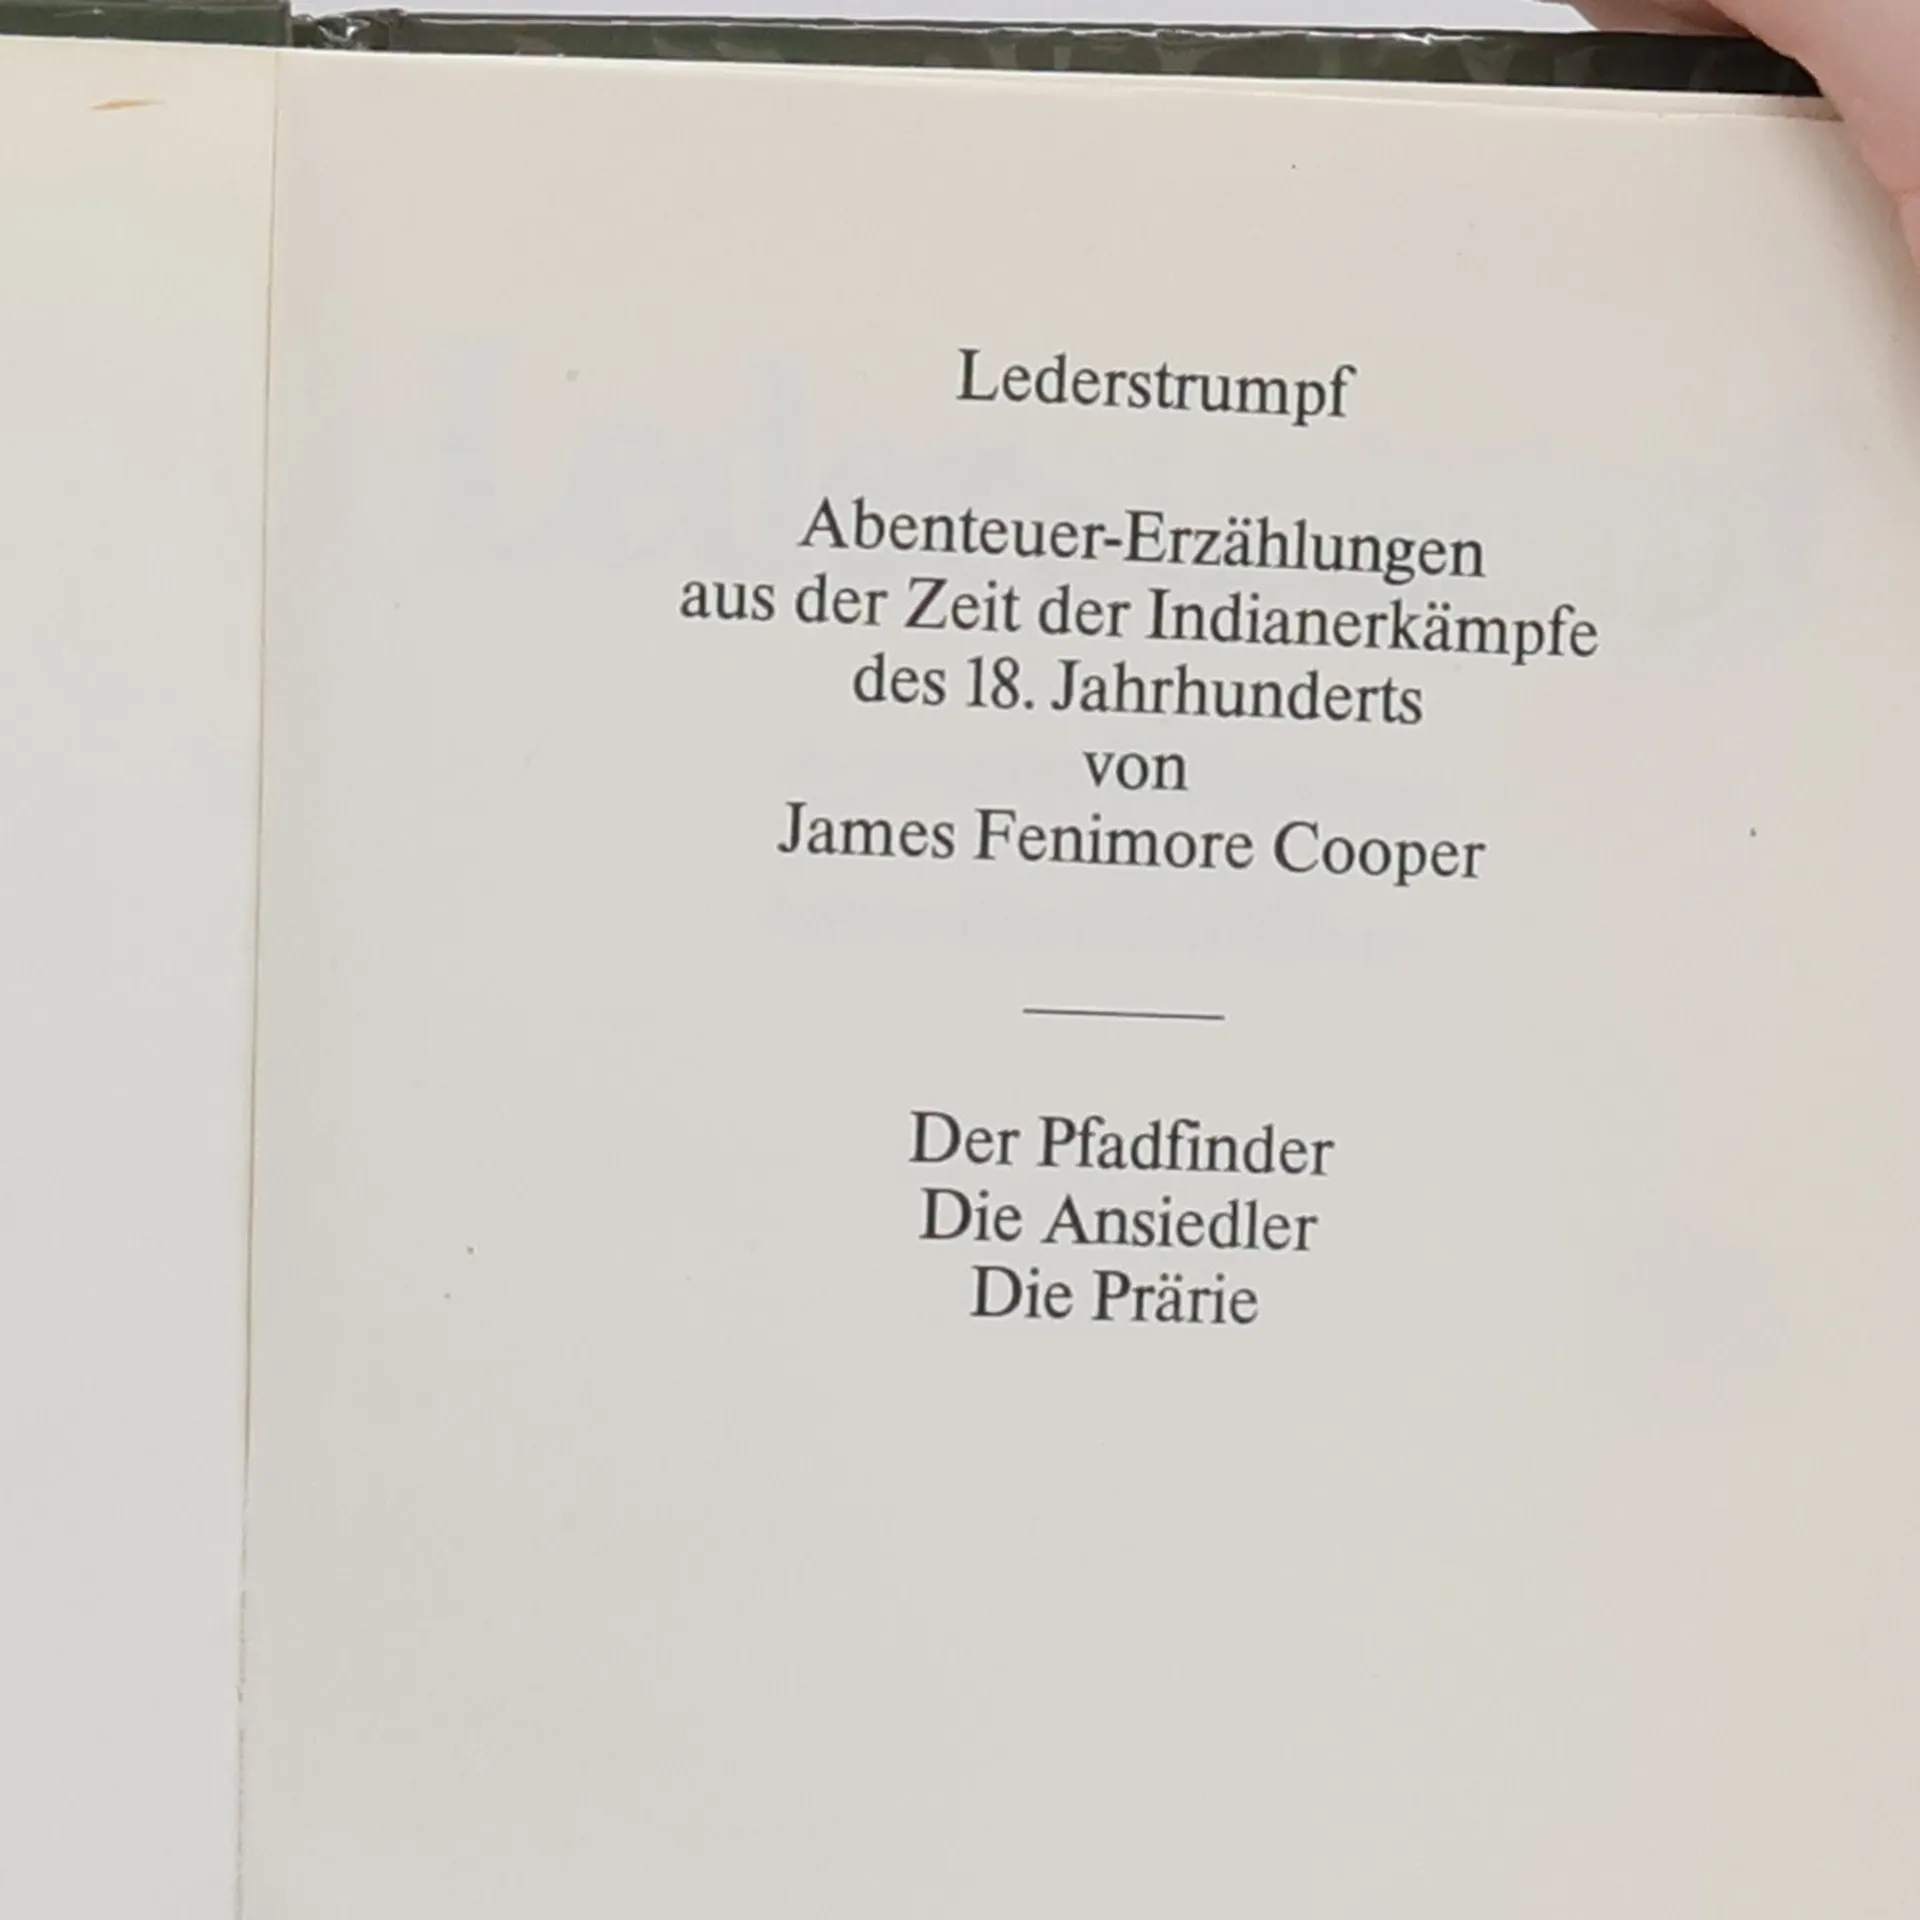 Lederstrumpf
Abenteuer-Erzählungen
aus der Zeit der Indianerkämpfe
des 18. Jahrhunderts
von
James Fenimore Cooper
Der Pfadfinder
Die Ansiedler
Die Prärie